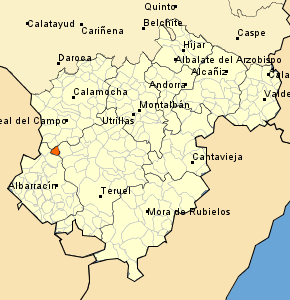 Quinto
Calatayud
Cariñena
Belchite
Caspe
Híjar
Daroca
Albalate del Arzobispo
Alcañiz
Cala
Andorra
Calamocha
Valde
Montalbán
eal del Campo
Utrillas
Cantavieja
Albarracín
Teruel
Mora de Rubielos